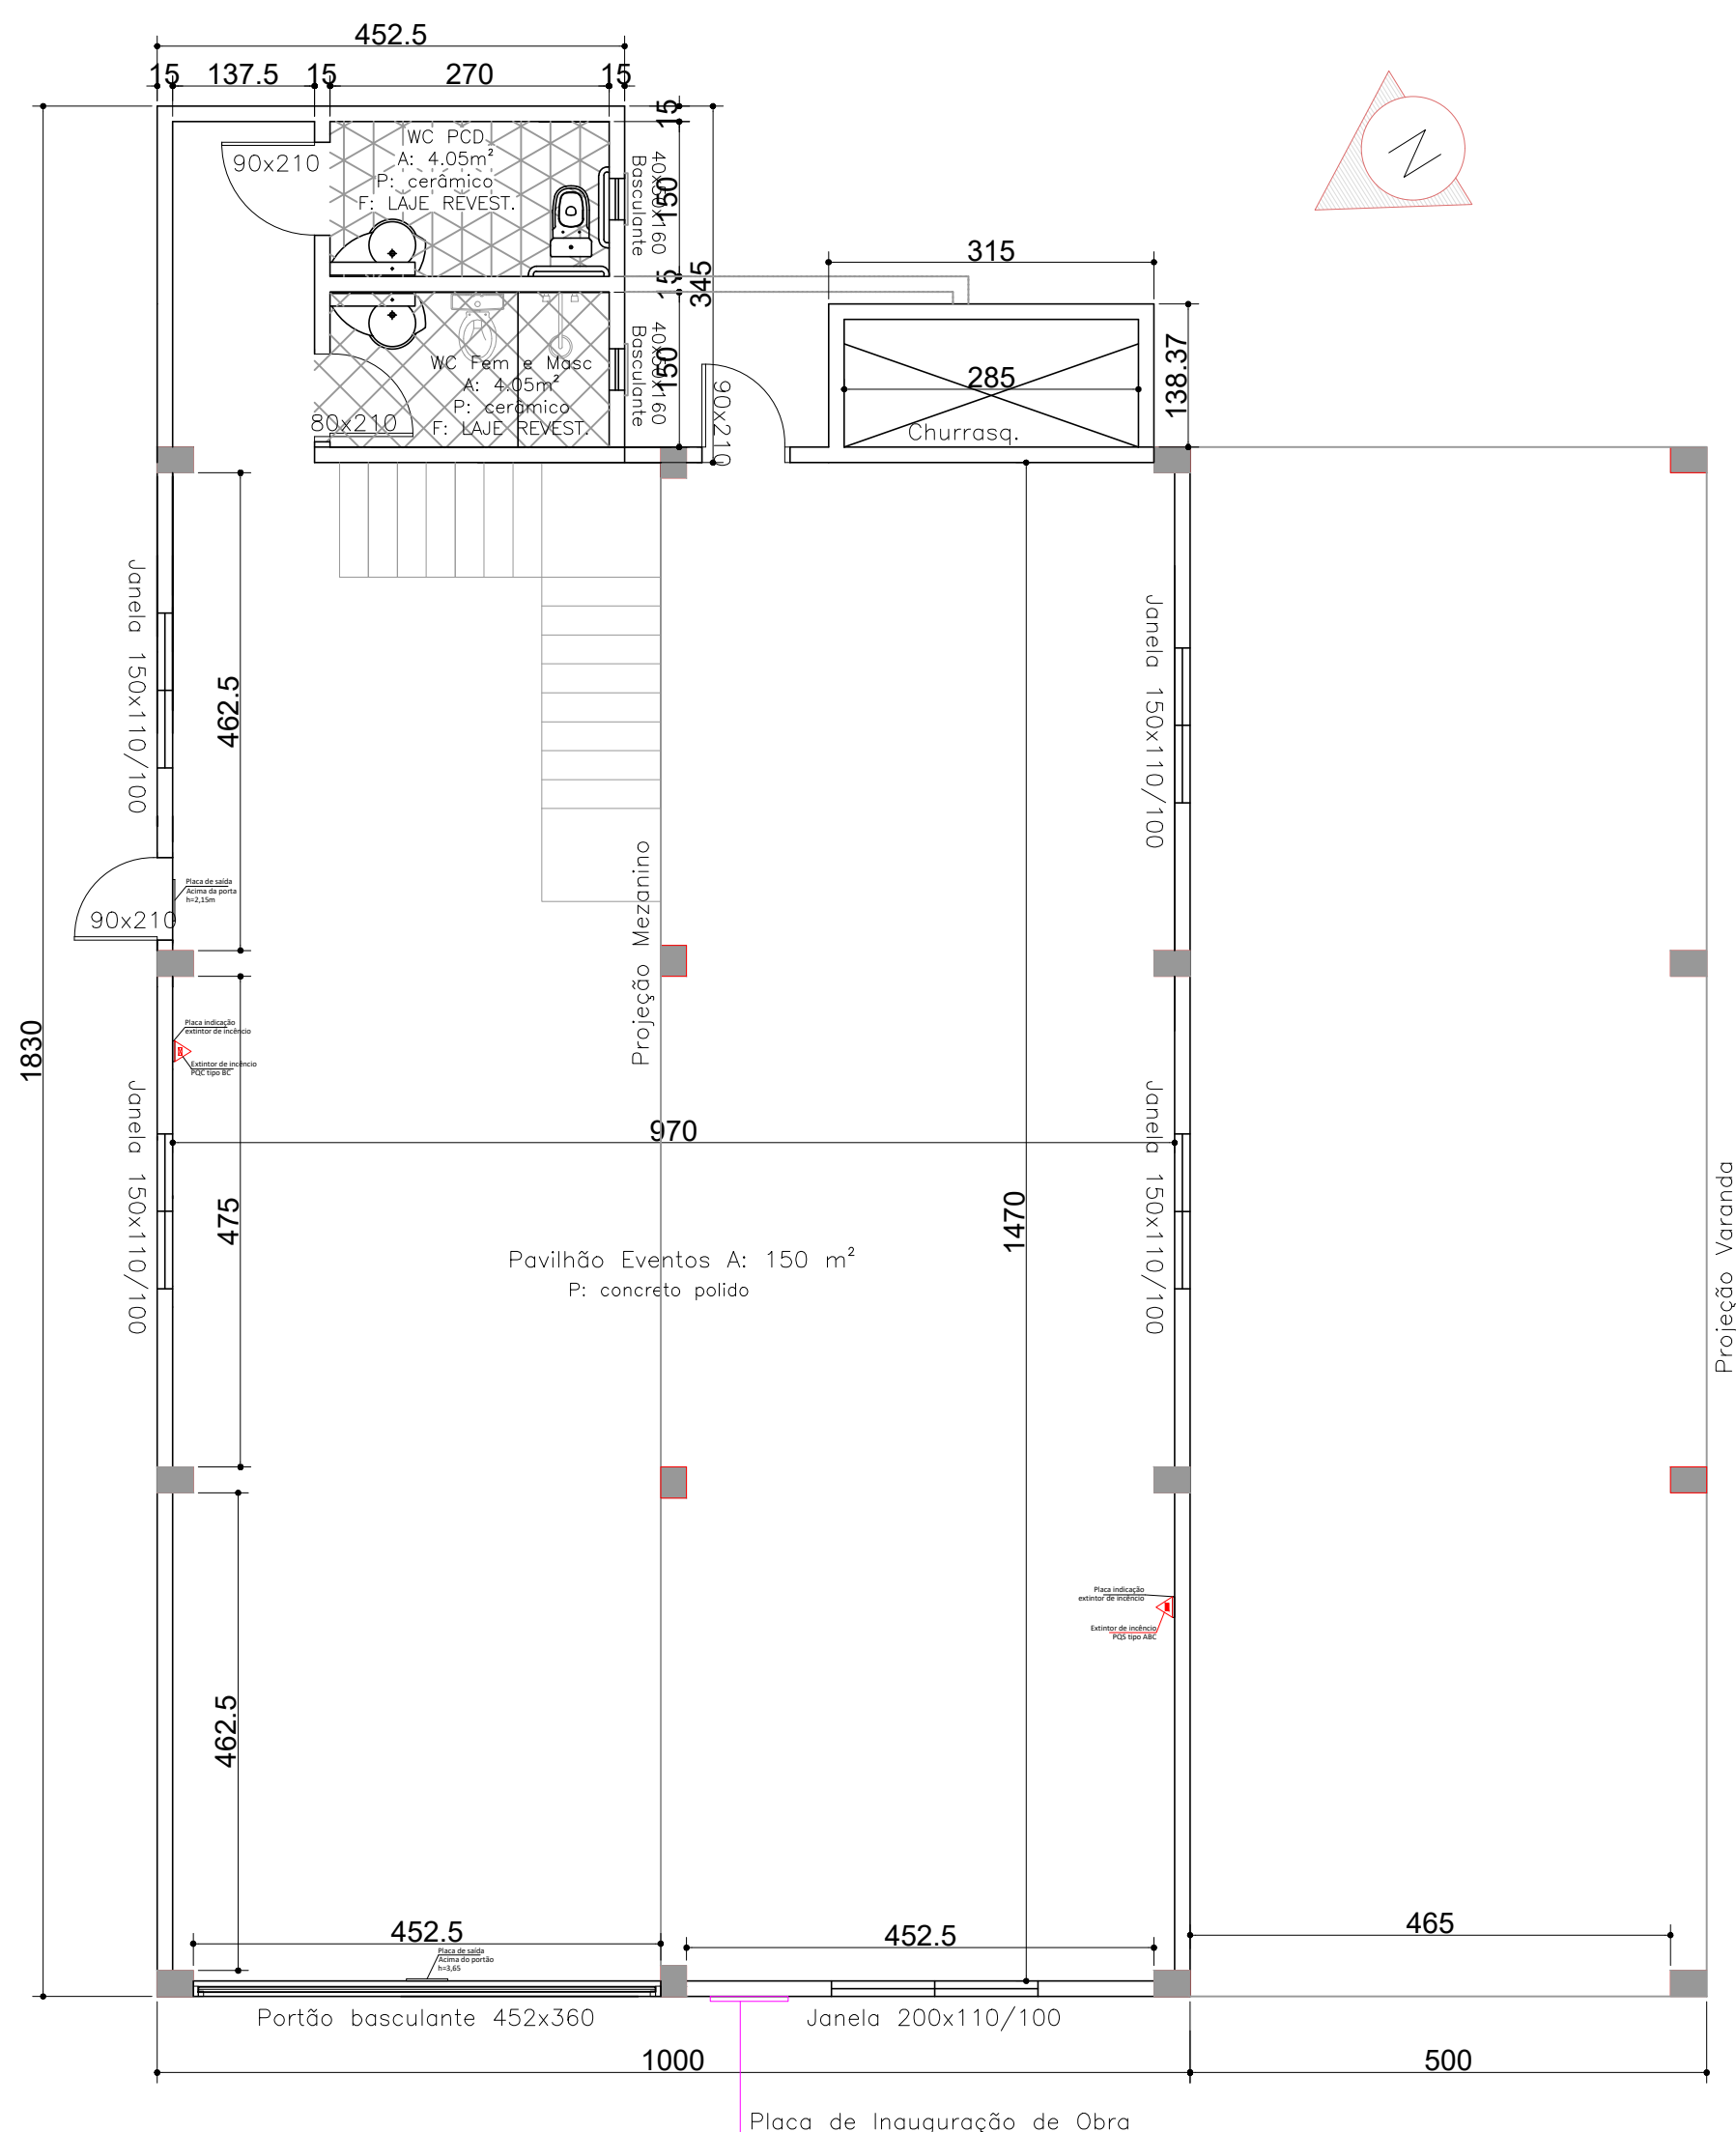 452.5
15
137.5
15
270
15
15
WC PCD
A: 4.05m²
P: cerâmico
F: LAJE REVEST.
90x210
40x60x160
Basculante
150
15
345
N
315
WC Fem e Masc
A: 4.05m²
P: cerâmico
F: LAJE REVEST.
80x210
40x60x160
Basculante
150
90x210
285
Churrasq.
138.37
Janela 150x110/100
462.5
Janela 150x110/100
Placa de saída
Acima da porta
h=2,15m
90x210
Projeção Mezanino
Placa indicação
extintor de incêncio
Extintor de incêncio
PQC tipo BC
1830
Janela 150x110/100
475
970
1470
Janela 150x110/100
Projeção Varanda
Pavilhão Eventos A: 150 m²
P: concreto polido
Placa indicação
extintor de incêncio
Extintor de incêncio
PQS tipo ABC
462.5
452.5
Placa de saída
Acima do portão
h=3,65
452.5
465
Portão basculante 452x360
Janela 200x110/100
1000
500
Placa de Inauguração de Obra